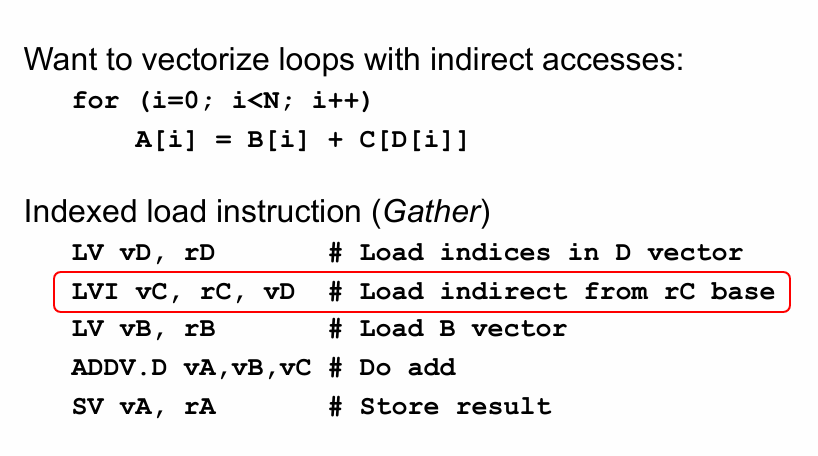 Want to vectorize loops with indirect accesses:
for (i=0; i<N; i++)
A[i] = B[i] + C[D[i]]
Indexed load instruction (Gather)
LV vD, rD # Load indices in D vector
LVI vC, rC, vD # Load indirect from rC base
LV vB, rB # Load B vector
ADDV.D vA,vB,vC # Do add
SV vA, rA # Store result